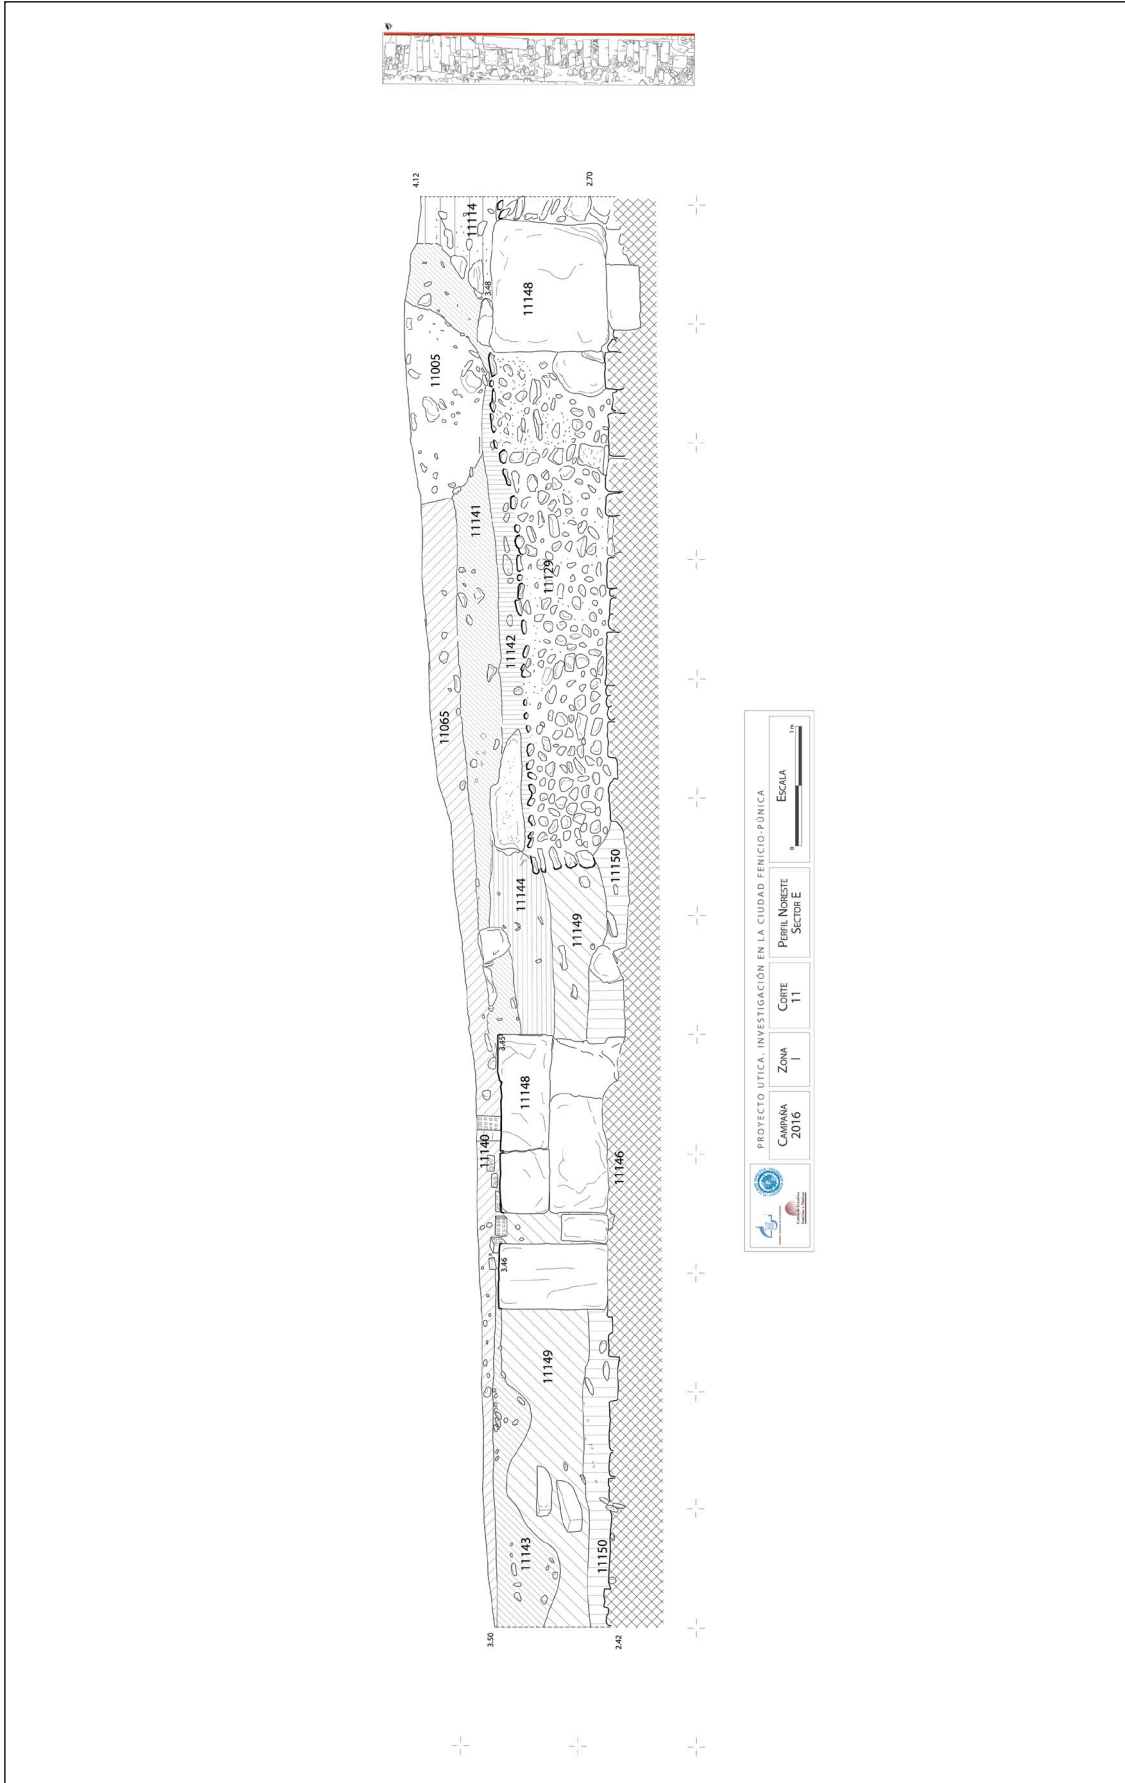 4.12
2.70
11114
3.48
11148
11005
11141
11129
11142
11065
11150
11144
11149
3.45
11148
11140
11146
3.46
11149
11143
11150
3.50
2.42
PROYECTO UTICA. INVESTIGACIÓN EN LA CIUDAD FENICIO-PÚNICA
CAMPAÑA
2016
ZONA
I
CORTE
11
PERFIL NORESTE
SECTOR E
ESCALA
0 1 m